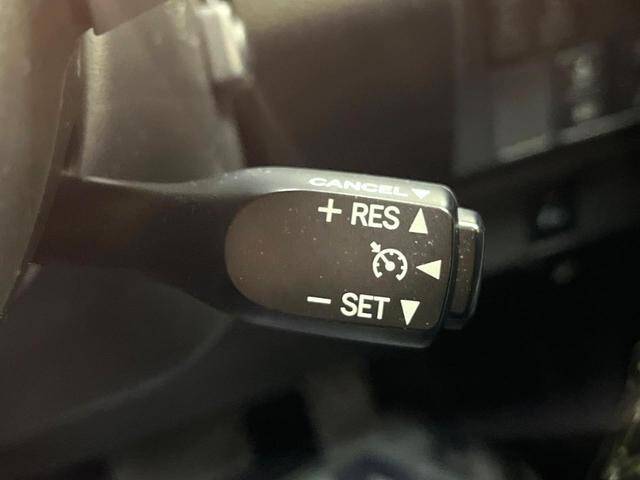 CANCEL ▼
+ RES ▲
◀
− SET ▼